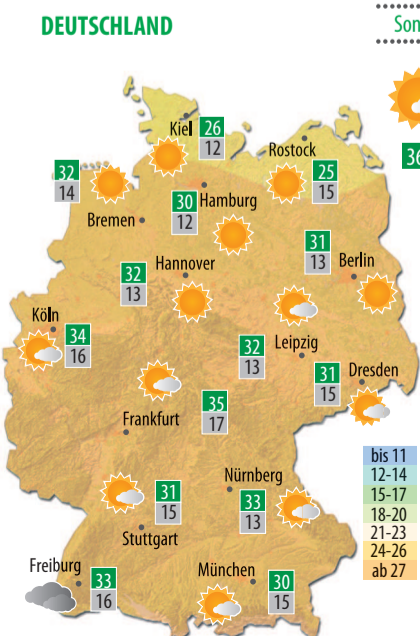 DEUTSCHLAND
Son
36
Kiel
26
12
Rostock
25
15
32
14
30
12
Hamburg
Bremen
31
13
Berlin
Hannover
32
13
Köln
34
16
Leipzig
32
13
31
15
Dresden
35
17
Frankfurt
Nürnberg
33
13
31
15
Stuttgart
Freiburg
33
16
München
30
15
bis 11
12-14
15-17
18-20
21-23
24-26
ab 27